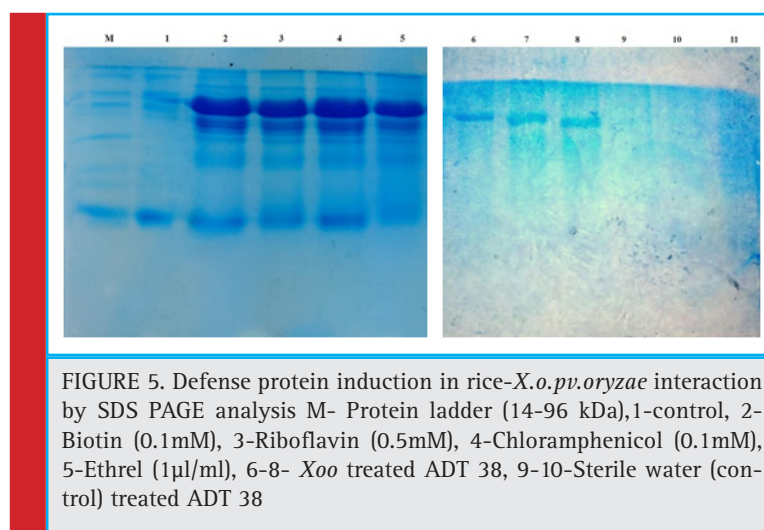 M 1 2 3 4 5 6 7 8 9 10 11
FIGURE 5. Defense protein induction in rice-X.o.pv.oryzae interaction
by SDS PAGE analysis M- Protein ladder (14-96 kDa),1-control, 2-
Biotin (0.1mM), 3-Riboflavin (0.5mM), 4-Chloramphenicol (0.1mM),
5-Ethrel (1µl/ml), 6-8- Xoo treated ADT 38, 9-10-Sterile water (con-
trol) treated ADT 38